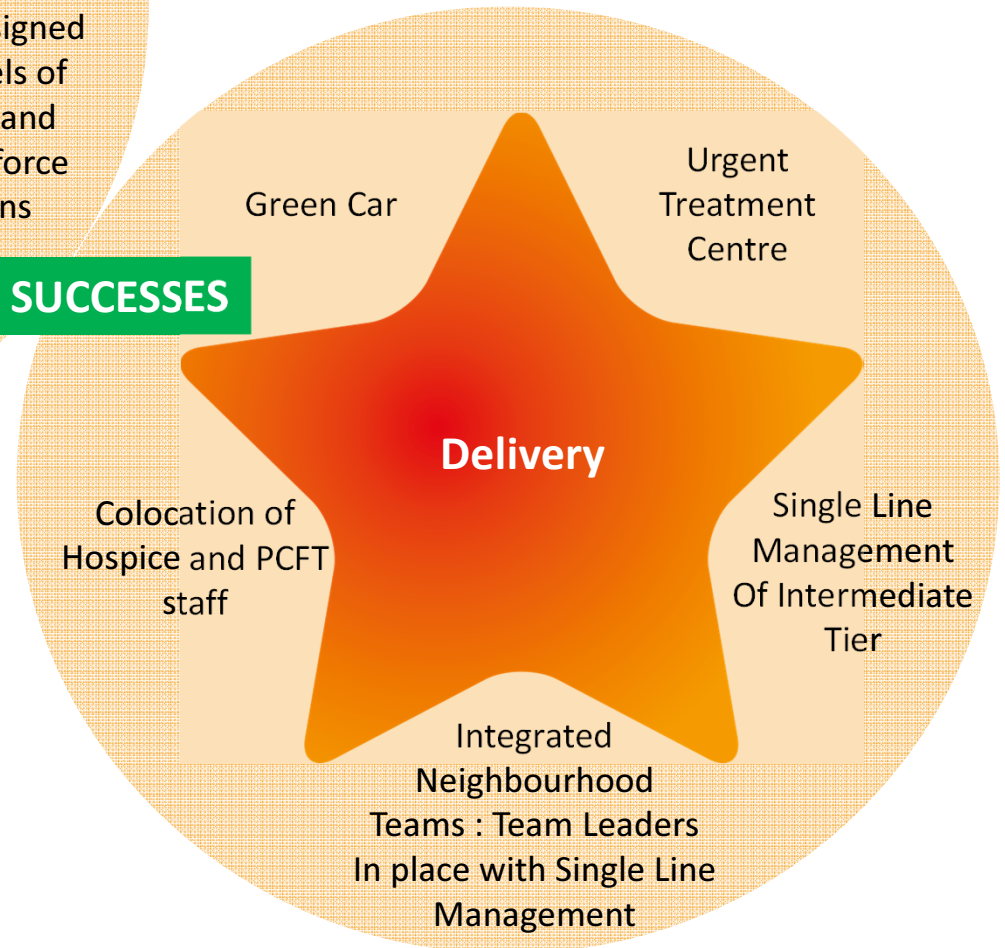 signed
els of
and
force
ns
SUCCESSES
Green Car
Urgent
Treatment
Centre
Delivery
Colocation of
Hospice and PCFT
staff
Single Line
Management
Of Intermediate
Tier
Integrated
Neighbourhood
Teams : Team Leaders
In place with Single Line
Management